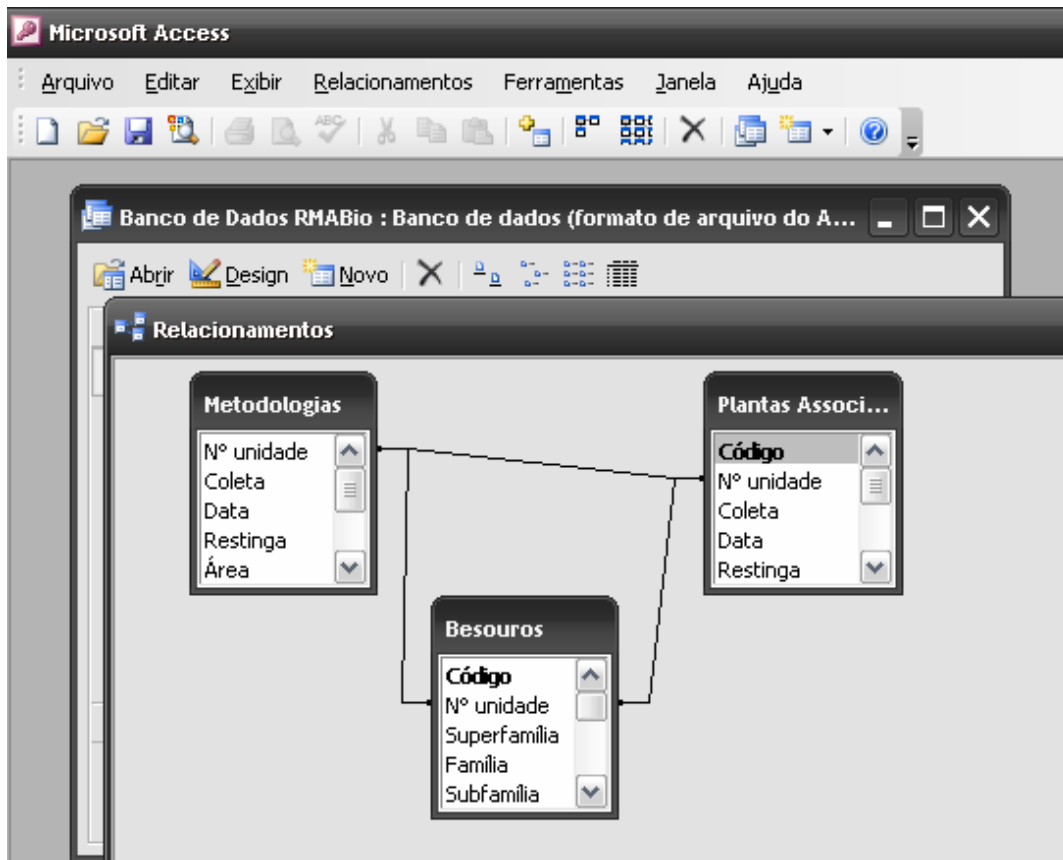 Microsoft Access
Arquivo Editar Exibir Relacionamentos Ferramentas Janela Ajuda
ABC
Banco de Dados RMABio : Banco de dados (formato de arquivo do A...
Abrir Design Novo
Relacionamentos
Metodologias
Nº unidade
Coleta
Data
Restinga
Área
Plantas Associ...
Código
Nº unidade
Coleta
Data
Restinga
Besouros
Código
Nº unidade
Superfamília
Família
Subfamília